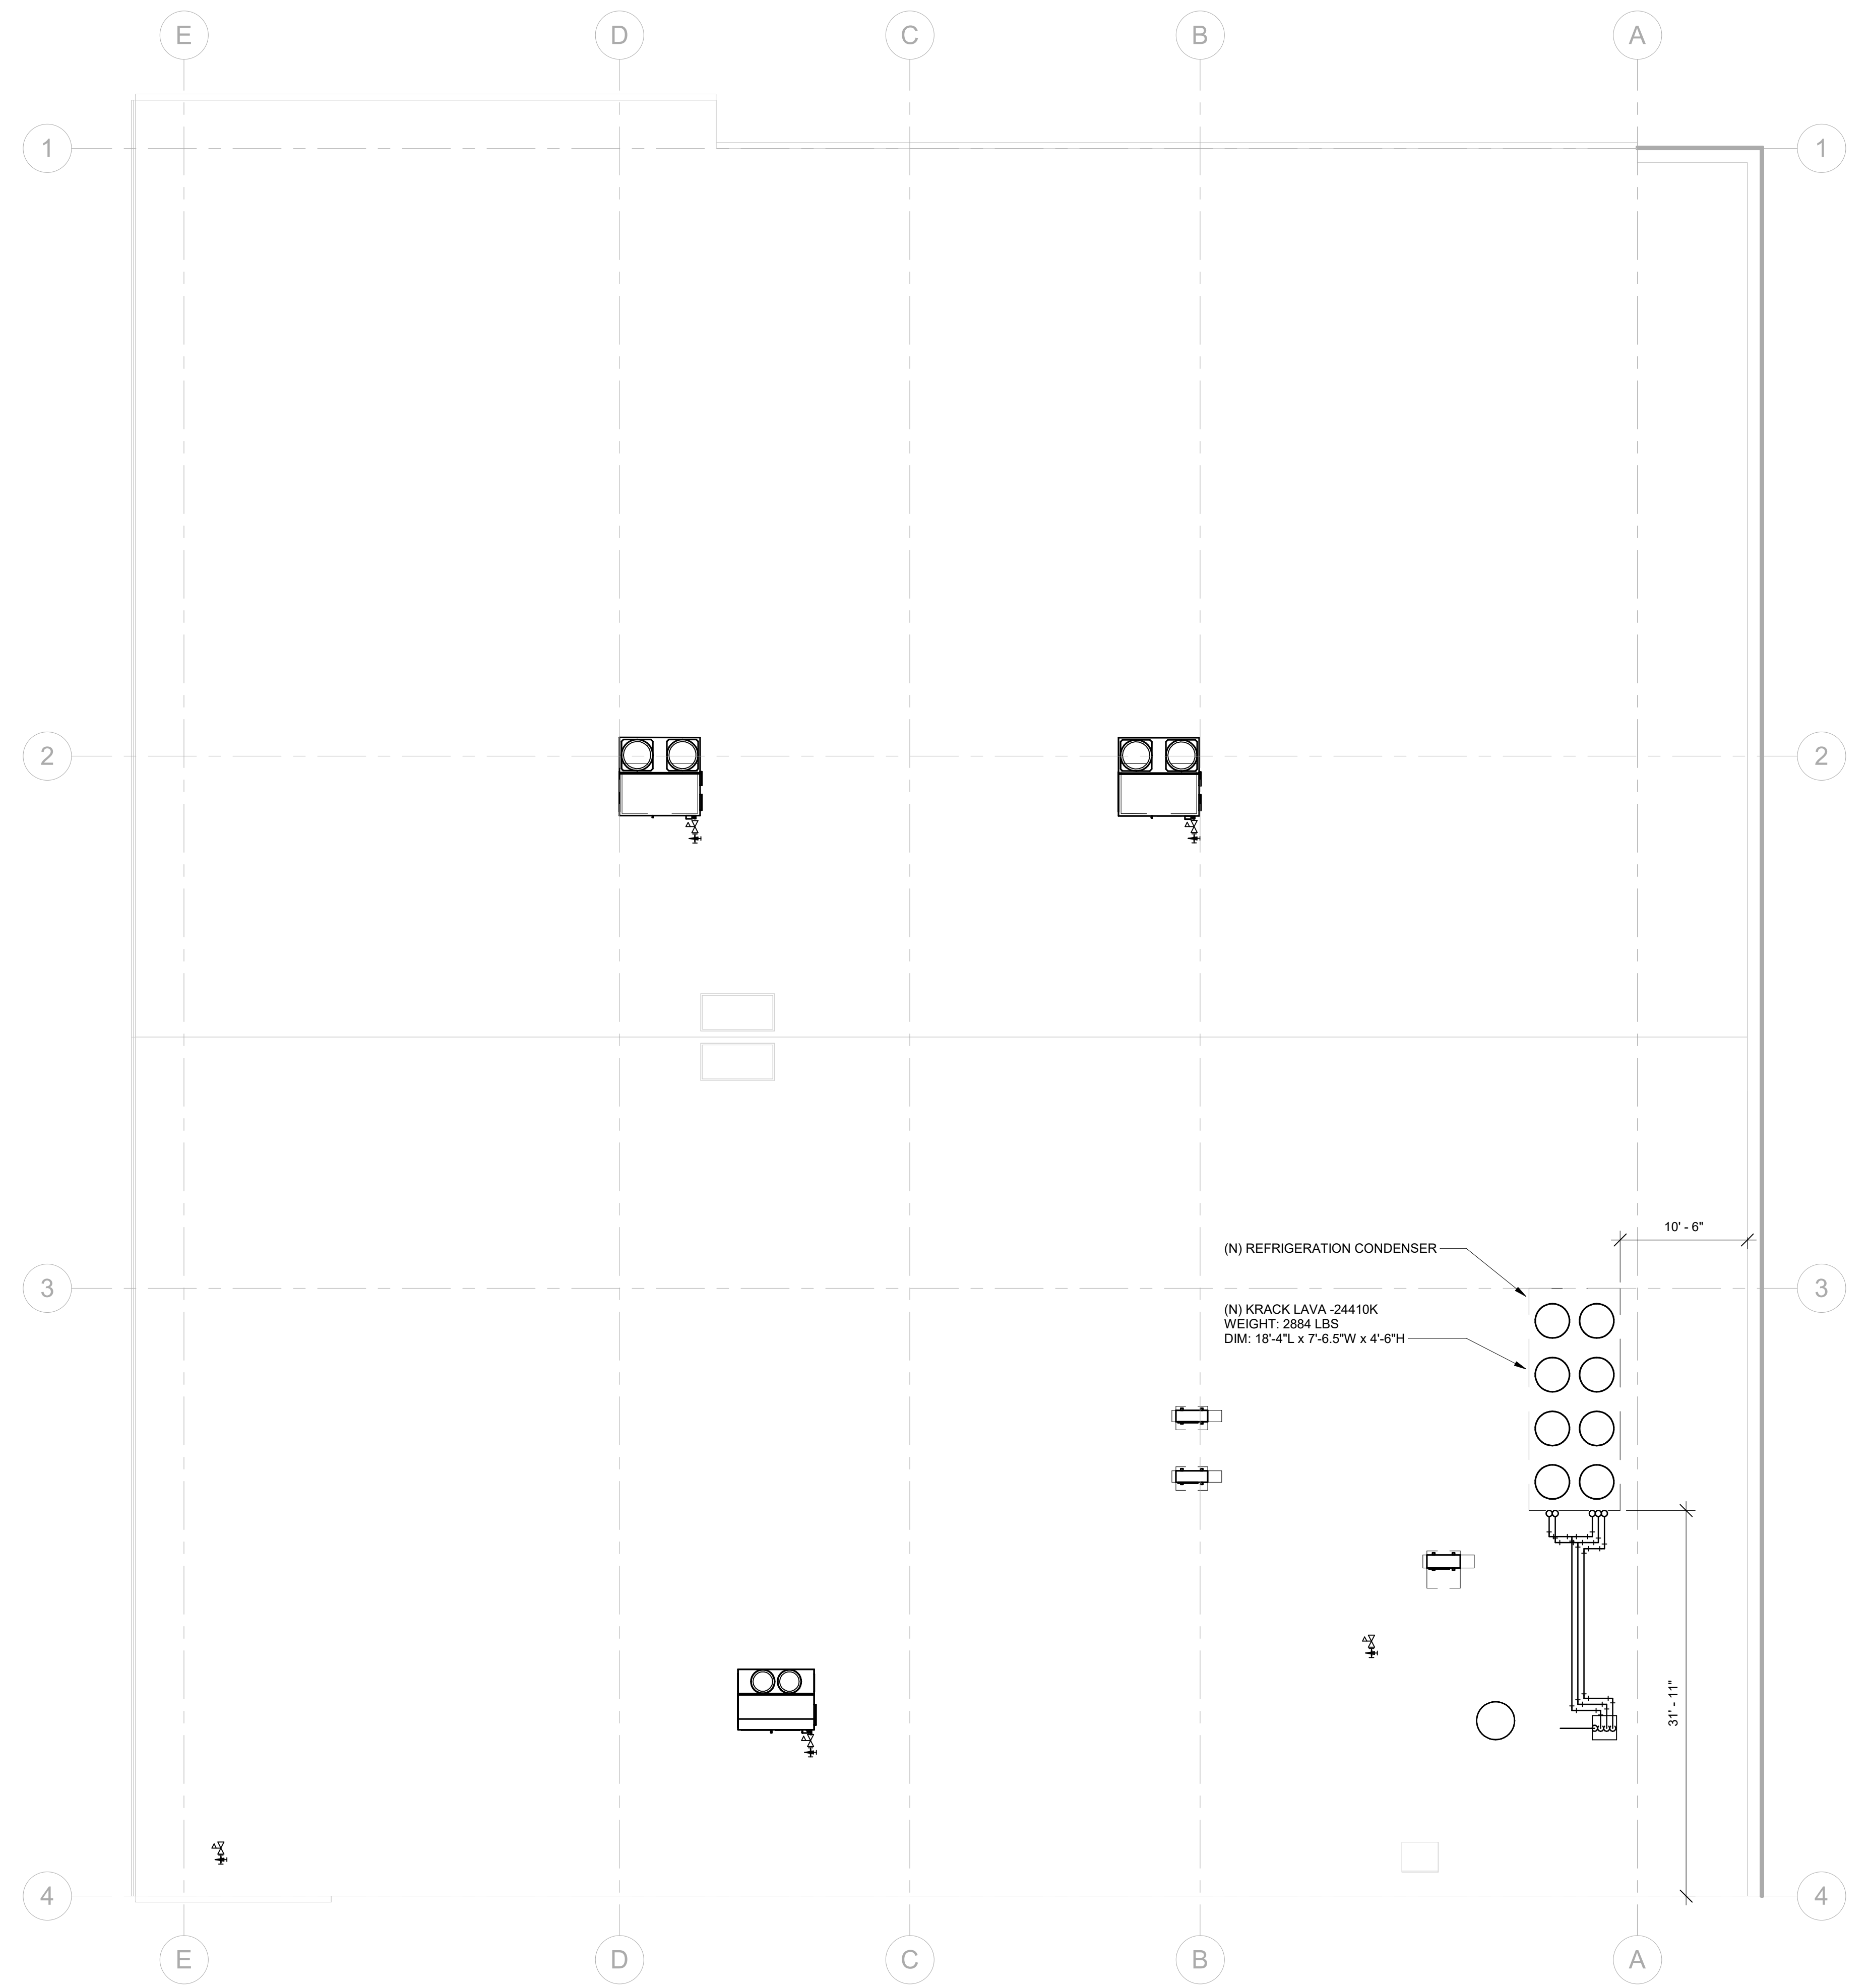 E D C B A
1 1
2 2
10' - 6"
(N) REFRIGERATION CONDENSER
3 3
(N) KRACK LAVA -24410K
WEIGHT: 2884 LBS
DIM: 18'-4"L x 7'-6.5"W x 4'-6"H
31' - 11"
4 4
E D C B A